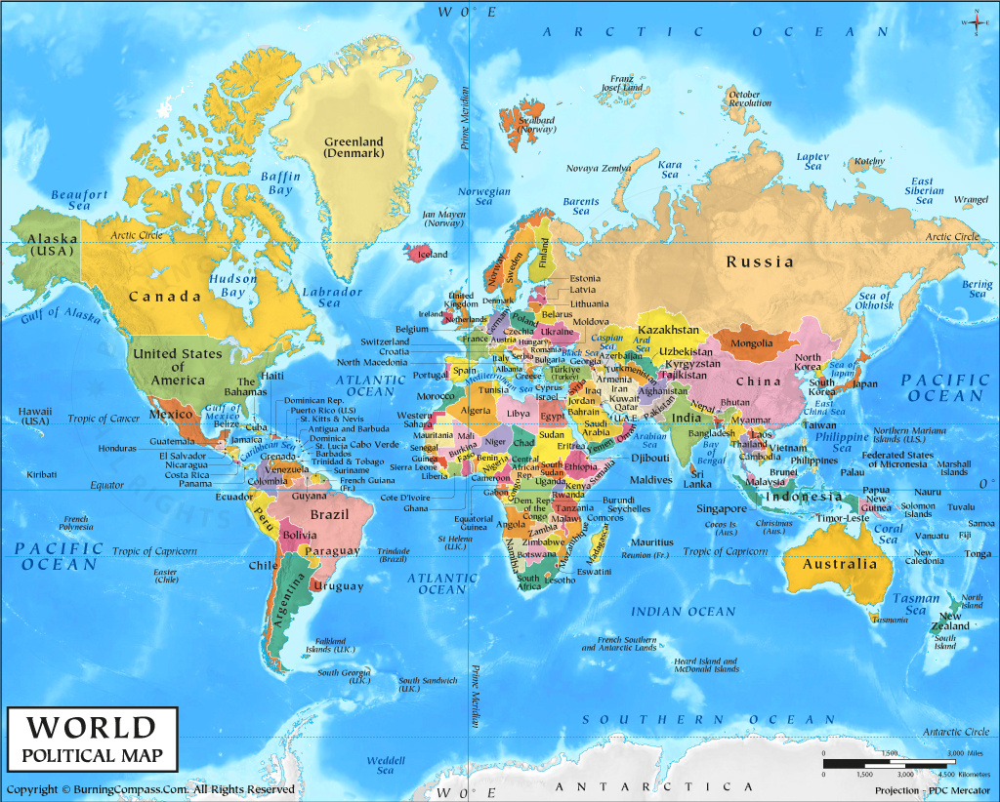 W 0° E
N
W E
S
ARCTIC OCEAN
Prime Meridian
Franz
Josef Land
October
Revolution
Svalbard
(Norway)
Greenland
(Denmark)
Novaya Zemlya
Kara
Sea
Laptev
Sea
Kotelny
East
Siberian
Sea
Wrangel
Beaufort
Sea
Baffin
Bay
Norwegian
Sea
Barents
Sea
Jan Mayen
(Norway)
Alaska
(USA)
Arctic Circle
Arctic Circle
Iceland
Norway
Sweden
Finland
Russia
Canada
Hudson
Bay
Labrador
Sea
Gulf of Alaska
Bering
Sea
Sea of
Okhotsk
Estonia
Latvia
Lithuania
United
Kingdom
Denmark
Ireland
Netherlands
Germany
Poland
Belarus
Moldova
Belgium
Czechia
Ukraine
Kazakhstan
Mongolia
Switzerland
France
Austria
Hungary
Romania
Caspian
Sea
Aral
Sea
Uzbekistan
Kyrgyzstan
North
Korea
Sea of
Japan
Croatia
North Macedonia
Italy
Serbia
Bulgaria
Black Sea
Georgia
Azerbaijan
Turkmenistan
Tajikistan
China
South
Korea
Japan
United States
of
America
The
Bahamas
Haiti
ATLANTIC
OCEAN
Portugal
Spain
Albania
Greece
Türkiye
(Turkey)
Armenia
Iran
Afghanistan
PACIFIC
OCEAN
Mediterranean Sea
Tunisia
Cyprus
Israel
Syria
Iraq
Jordan
Kuwait
Qatar
Bahrain
U.A.E.
Pakistan
Nepal
Bhutan
East
China Sea
Morocco
Algeria
Libya
Egypt
Saudi
Arabia
Oman
India
Bangladesh
Myanmar
Taiwan
Hawaii
(USA)
Tropic of Cancer
Mexico
Gulf of
Mexico
Belize
Cuba
Jamaica
Dominican Rep.
Puerto Rico (U.S)
St. Kitts & Nevis
Antigua and Barbuda
Dominica
St. Lucia
Barbados
Trinidad & Tobago
Cabo Verde
Western
Sahara
Mauritania
Mali
Niger
Chad
Sudan
Eritrea
Yemen
Arabian
Sea
Bay
of
Bengal
Laos
Thailand
Vietnam
Cambodia
Philippine
Sea
Philippines
Northern Mariana
Islands (U.S.)
Guatemala
Honduras
El Salvador
Nicaragua
Costa Rica
Panama
Caribbean Sea
Grenada
Senegal
Guinea
Sierra Leone
Liberia
Burkina
Faso
Benin
Nigeria
Central
African Rep.
South
Sudan
Ethiopia
Djibouti
Somalia
Maldives
Sri
Lanka
Brunei
Malaysia
Palau
Federated States
of Micronesia
Marshall
Islands
Kiribati
Equator
Venezuela
Colombia
Suriname
French Guiana
(Fr.)
Guyana
Cote D'ivoire
Ghana
Cameroon
Gabon
Congo
Uganda
Kenya
Rwanda
0°
Ecuador
Peru
Brazil
Equatorial
Guinea
Dem. Rep.
of the
Congo
Tanzania
Burundi
Seychelles
Comoros
Singapore
Indonesia
Timor-Leste
Papua
New
Guinea
Nauru
Solomon
Islands
Tuvalu
French
Polynesia
Bolivia
St Helena
(U.K.)
Angola
Zambia
Malawi
Mozambique
Madagascar
Cocos Is.
(Aus.)
Christmas
(Aus.)
Coral
Sea
Vanuatu
Fiji
Samoa
PACIFIC
OCEAN
Tropic of Capricorn
Paraguay
Trindade
(Brazil)
Namibia
Zimbabwe
Botswana
Mauritius
Reunion (Fr.)
Tropic of Capricorn
Australia
New
Caledonia
Tonga
Easter
(Chile)
Chile
Argentina
Uruguay
ATLANTIC
OCEAN
South
Africa
Lesotho
Eswatini
INDIAN OCEAN
Tasman
Sea
Tasmania
North
Island
New
Zealand
South
Island
Falkland
Islands (U.K.)
South Georgia
(U.K.)
South Sandwich
(U.K.)
French Southern
and Antarctic Lands
Heard Island and
McDonald Islands
Prime Meridian
SOUTHERN OCEAN
Antarctic Circle
WORLD
POLITICAL MAP
Weddell
Sea
0 1,500 3,000 Miles
0 1,500 3,000 4,500 Kilometers
Copyright © BurningCompass.Com. All Rights Reserved
W 0° E
ANTARCTICA
Projection - PDC Mercator